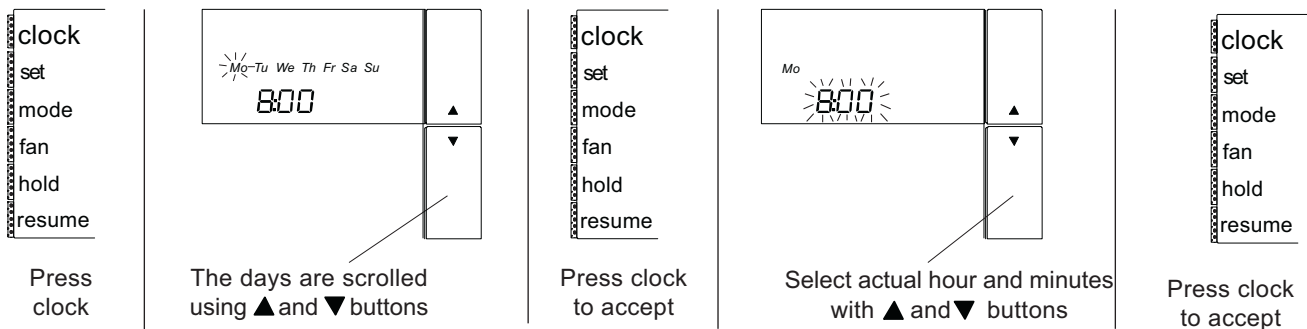 clock
set
mode
fan
hold
resume
Press
clock
Mo Tu We Th Fr Sa Su
8:00
▲
▼
The days are scrolled
using ▲ and ▼ buttons
clock
set
mode
fan
hold
resume
Press clock
to accept
Mo
8:00
▲
▼
Select actual hour and minutes
with ▲ and ▼ buttons
clock
set
mode
fan
hold
resume
Press clock
to accept